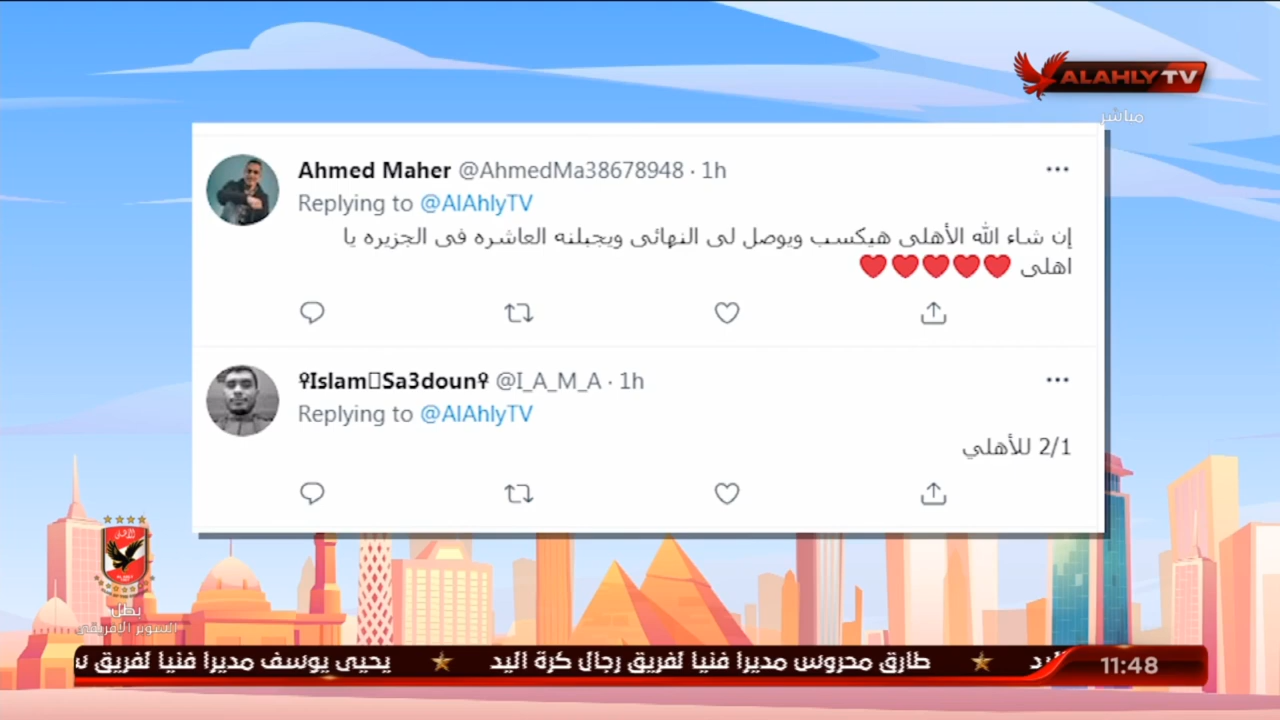 ALAHLYTV
مباشر
Ahmed Maher @AhmedMa38678948 · 1h
Replying to @AlAhlyTV
إن شاء الله الأهلى هيكسب ويوصل لى النهائى ويجبلنه العاشره فى الجزيره يا
اهلى ❤❤❤❤❤
♀Islam▯Sa3doun♀ @I_A_M_A · 1h
Replying to @AlAhlyTV
2/1 للأهلي
بطل
السوبر الافريقي
طارق محروس مديرا فنيا لفريق رجال كرة اليد ★ يحيى يوسف مديرا فنيا لفريق س
11:48